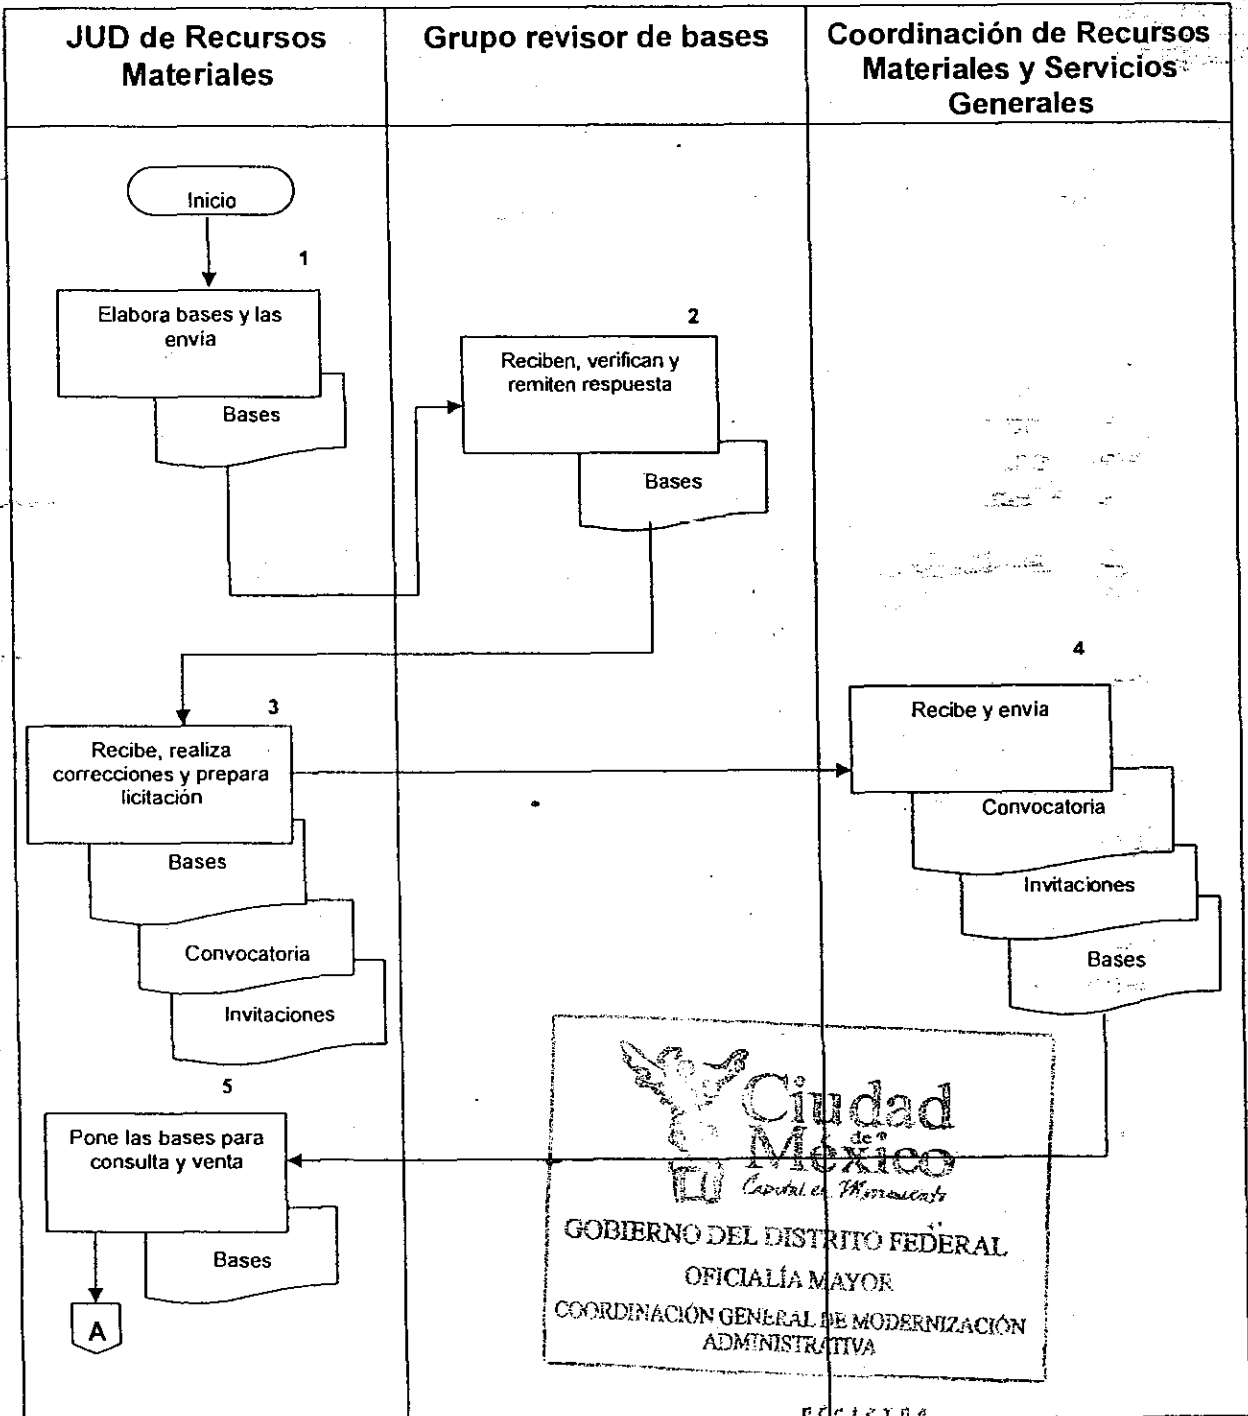 JUD de Recursos
Materiales
Grupo revisor de bases
Coordinación de Recursos
Materiales y Servicios
Generales
Inicio
1
Elabora bases y las
envía
Bases
2
Reciben, verifican y
remiten respuesta
Bases
3
Recibe, realiza
correcciones y prepara
licitación
Bases
Convocatoria
Invitaciones
4
Recibe y envia
Convocatoria
Invitaciones
Bases
5
Pone las bases para
consulta y venta
Bases
A
Ciudad
de
México
Capital en Movimiento
GOBIERNO DEL DISTRITO FEDERAL
OFICIALÍA MAYOR
COORDINACIÓN GENERAL DE MODERNIZACIÓN
ADMINISTRATIVA